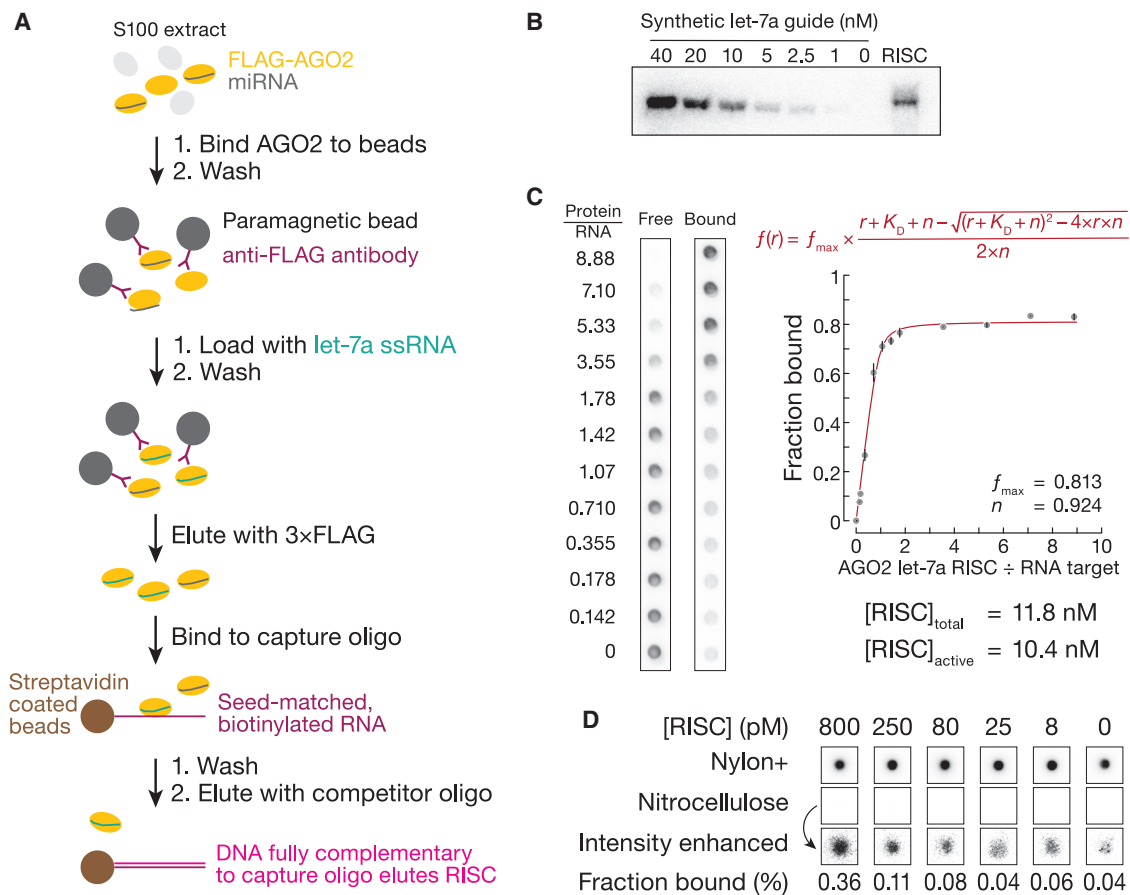 A
S100 extract
FLAG-AGO2
miRNA
1. Bind AGO2 to beads
2. Wash
Paramagnetic bead
anti-FLAG antibody
1. Load with let-7a ssRNA
2. Wash
Elute with 3×FLAG
Bind to capture oligo
Streptavidin
coated
beads
Seed-matched,
biotinylated RNA
1. Wash
2. Elute with competitor oligo
DNA fully complementary
to capture oligo elutes RISC
B
Synthetic let-7a guide (nM)
40 20 10 5 2.5 1 0 RISC
C
Protein
RNA
Free Bound
8.88
7.10
5.33
3.55
1.78
1.42
1.07
0.710
0.355
0.178
0.142
0
f(r) = f_max × (r + K_D + n − √((r + K_D + n)² − 4×r×n)) / (2×n)
Fraction bound
1
0.8
0.6
0.4
0.2
0
f_max = 0.813
n = 0.924
0 2 4 6 8 10
AGO2 let-7a RISC ÷ RNA target
[RISC]_total = 11.8 nM
[RISC]_active = 10.4 nM
D
[RISC] (pM) 800 250 80 25 8 0
Nylon+
Nitrocellulose
Intensity enhanced
Fraction bound (%) 0.36 0.11 0.08 0.04 0.06 0.04